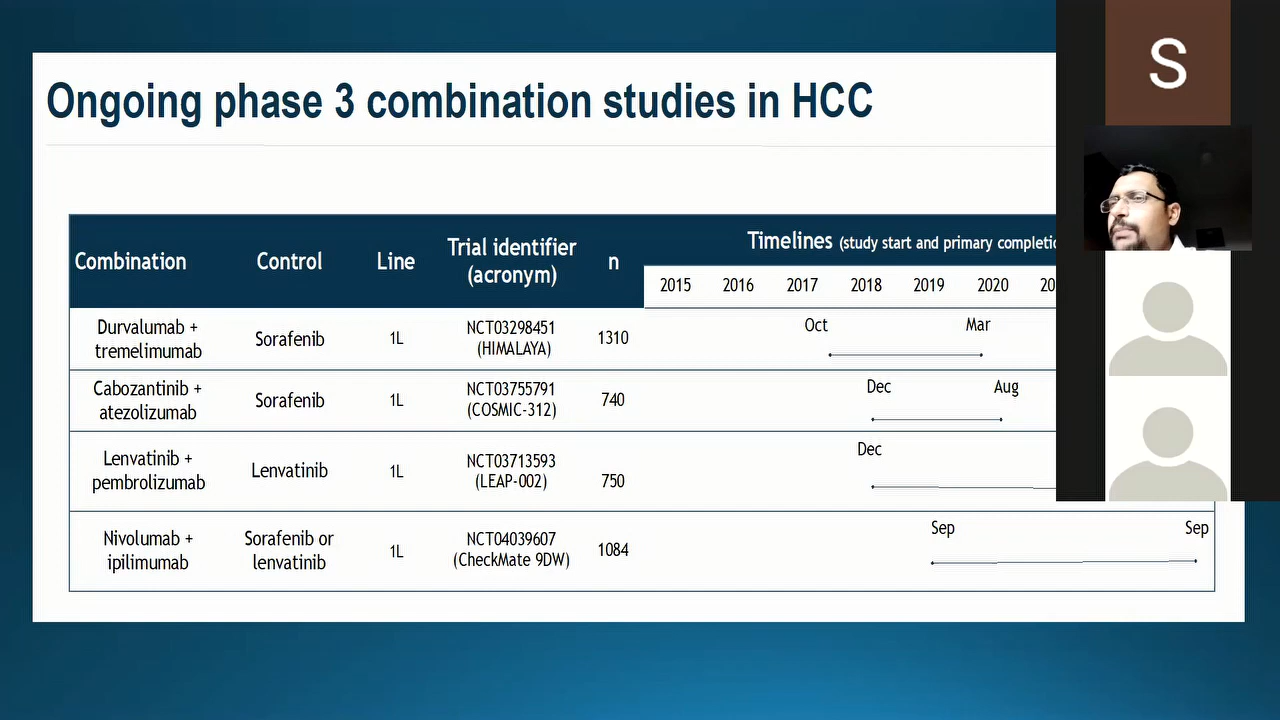 S
Ongoing phase 3 combination studies in HCC
Combination Control Line Trial identifier (acronym) n Timelines (study start and primary
2015 2016 2017 2018 2019 2020
Durvalumab + tremelimumab Sorafenib 1L NCT03298451 (HIMALAYA) 1310 Oct Mar
Cabozantinib + atezolizumab Sorafenib 1L NCT03755791 (COSMIC-312) 740 Dec Aug
Lenvatinib + pembrolizumab Lenvatinib 1L NCT03713593 (LEAP-002) 750 Dec
Nivolumab + ipilimumab Sorafenib or lenvatinib 1L NCT04039607 (CheckMate 9DW) 1084 Sep Sep